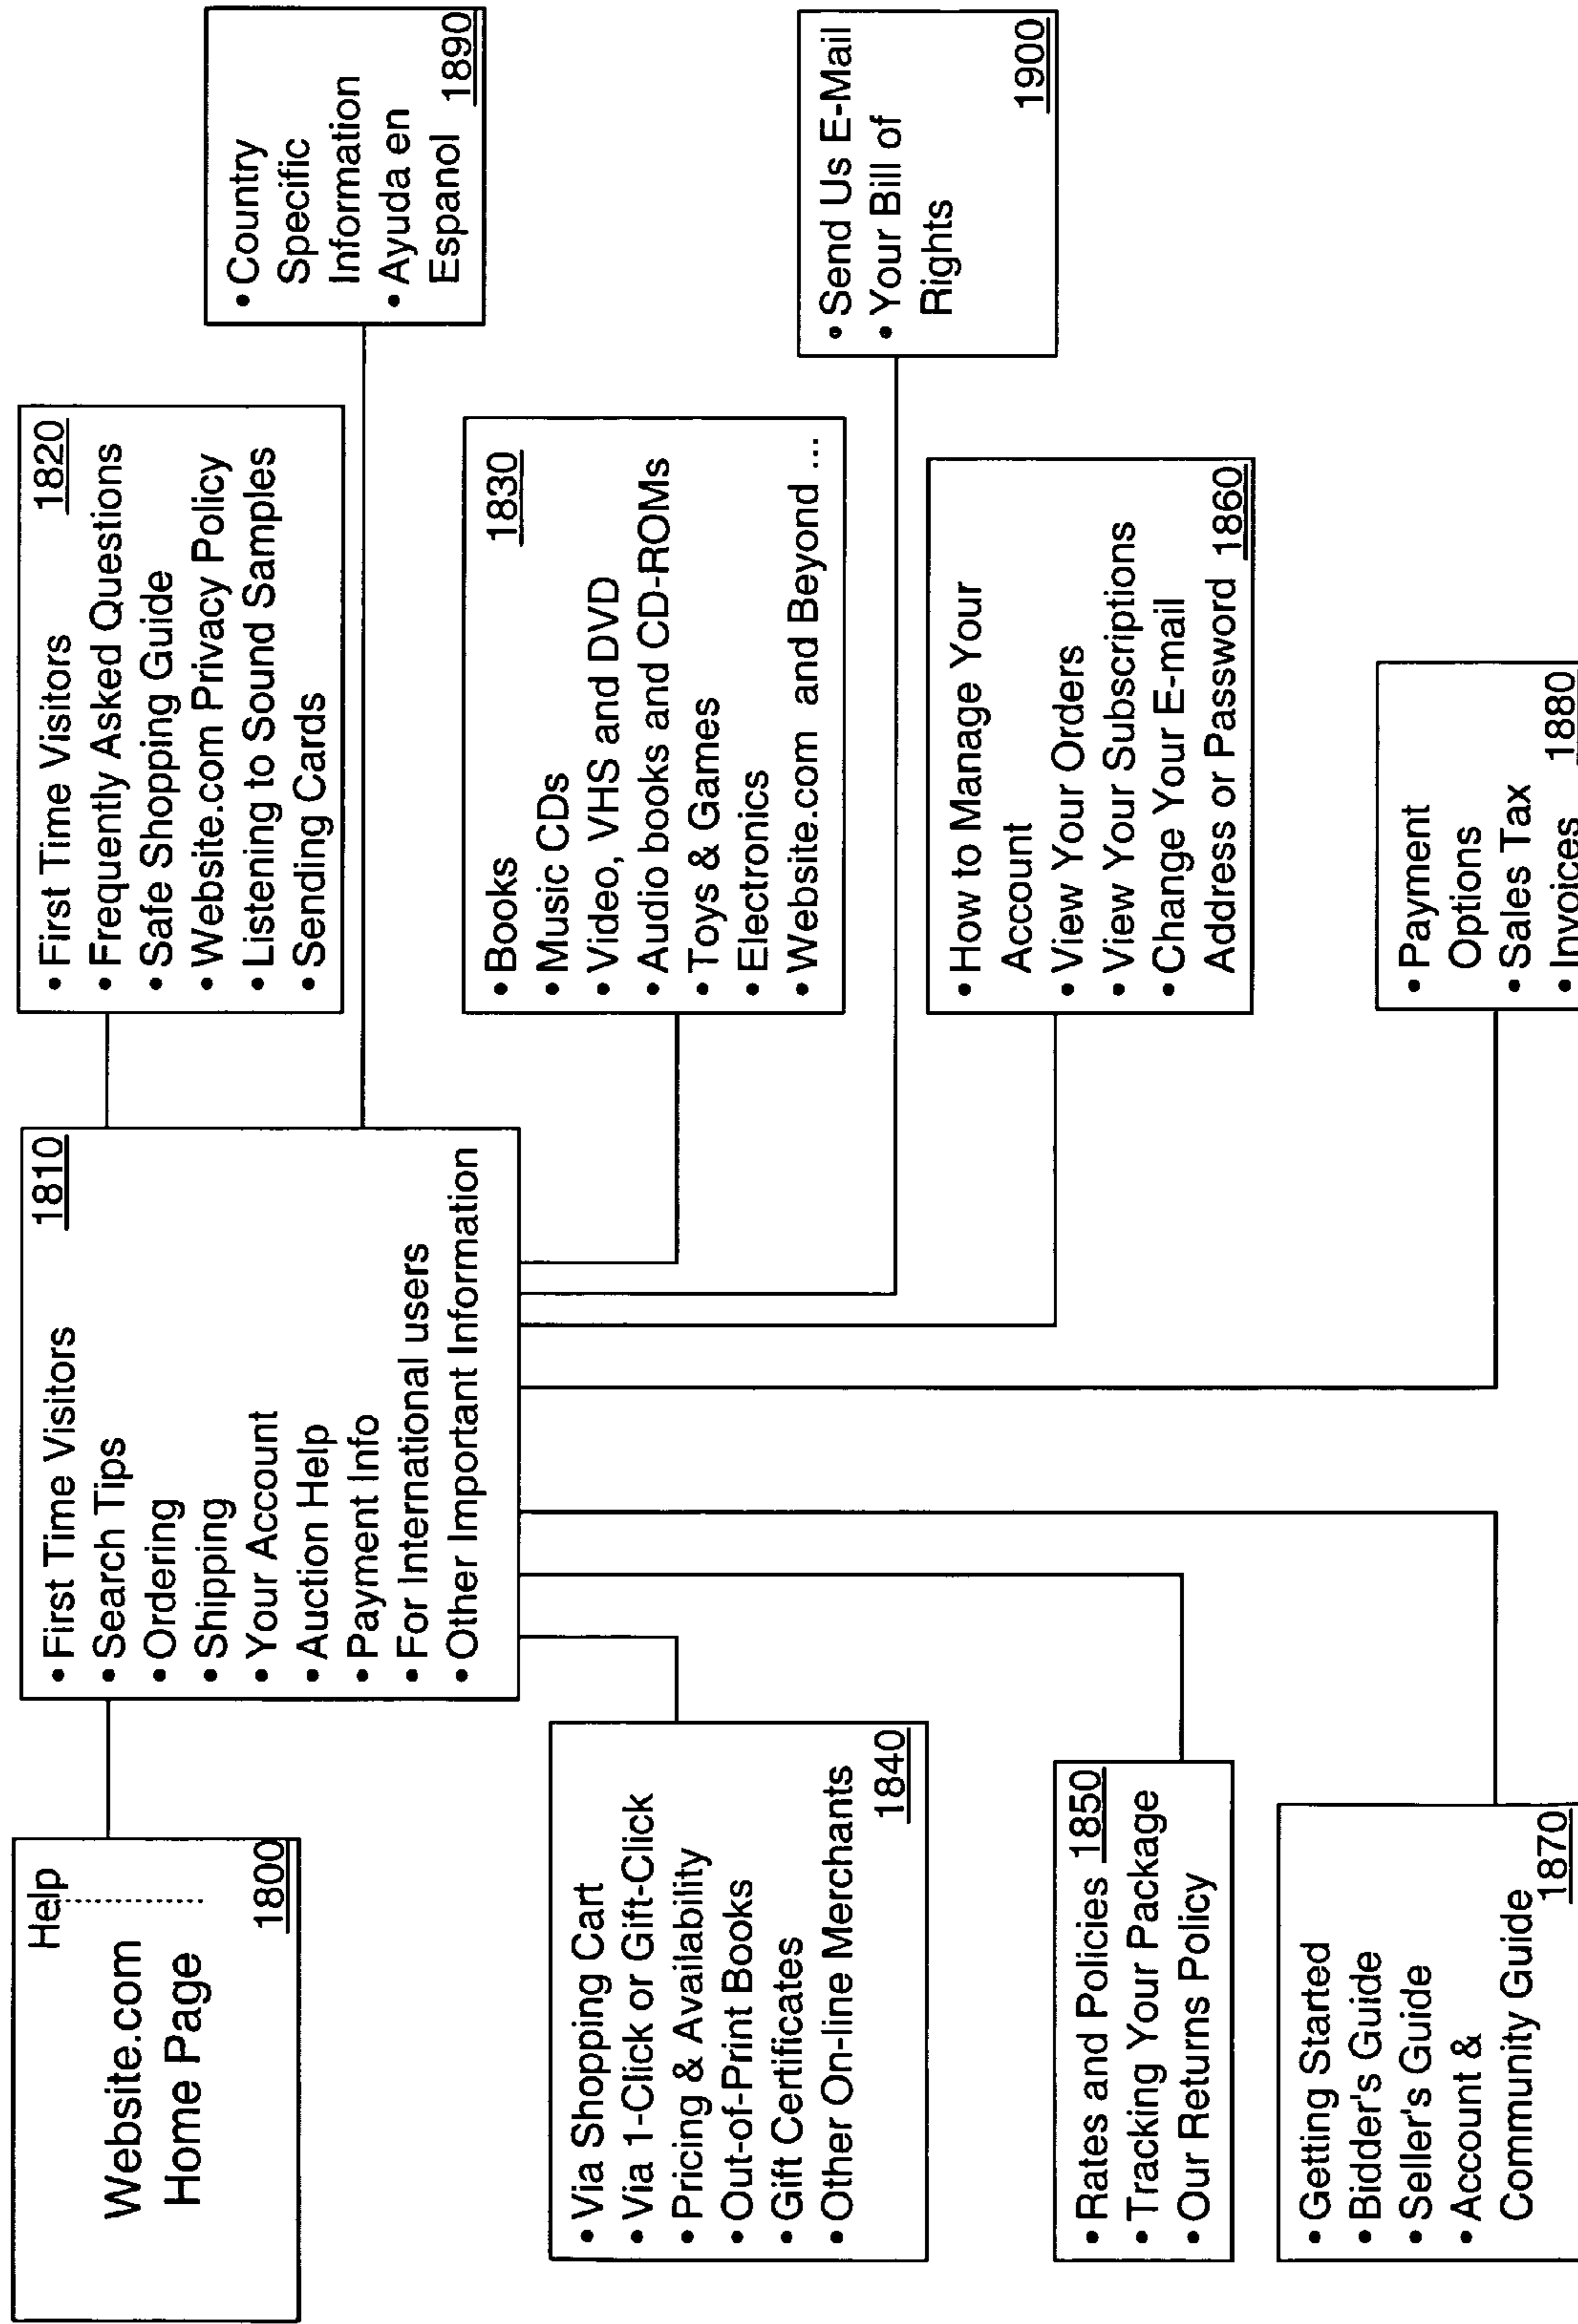 Help
Website.com
Home Page
1800
1810
• First Time Visitors
• Search Tips
• Ordering
• Shipping
• Your Account
• Auction Help
• Payment Info
• For International users
• Other Important Information
• First Time Visitors 1820
• Frequently Asked Questions
• Safe Shopping Guide
• Website.com Privacy Policy
• Listening to Sound Samples
• Sending Cards
• Country
Specific
Information
• Ayuda en
Espanol 1890
• Via Shopping Cart
• Via 1-Click or Gift-Click
• Pricing & Availability
• Out-of-Print Books
• Gift Certificates
• Other On-line Merchants
1840
• Books 1830
• Music CDs
• Video, VHS and DVD
• Audio books and CD-ROMs
• Toys & Games
• Electronics
• Website.com and Beyond ...
• Send Us E-Mail
• Your Bill of
Rights
1900
• Rates and Policies 1850
• Tracking Your Package
• Our Returns Policy
• How to Manage Your
Account
• View Your Orders
• View Your Subscriptions
• Change Your E-mail
Address or Password 1860
• Getting Started
• Bidder's Guide
• Seller's Guide
• Account &
Community Guide
1870
• Payment
Options
• Sales Tax
• Invoices 1880